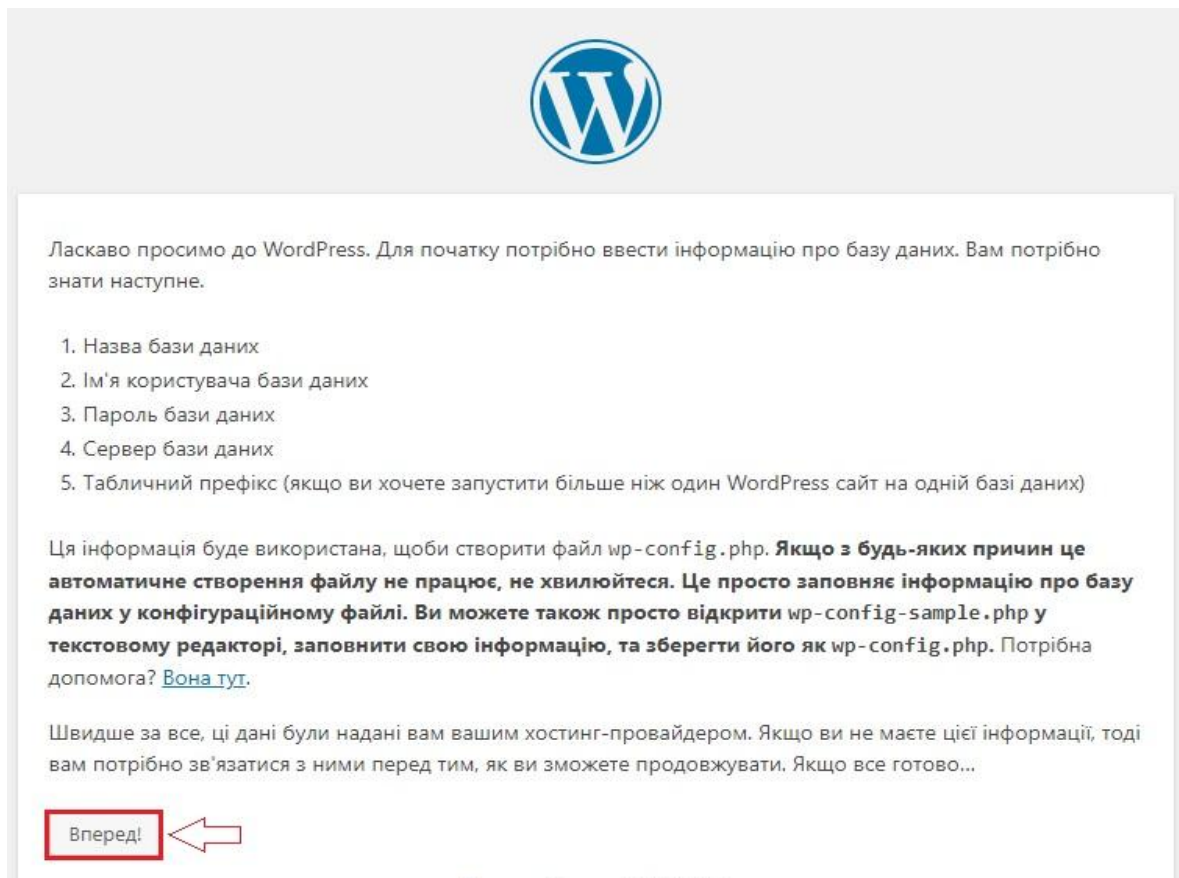 Ласкаво просимо до WordPress. Для початку потрібно ввести інформацію про базу даних. Вам потрібно
знати наступне.
1. Назва бази даних
2. Ім'я користувача бази даних
3. Пароль бази даних
4. Сервер бази даних
5. Табличний префікс (якщо ви хочете запустити більше ніж один WordPress сайт на одній базі даних)
Ця інформація буде використана, щоби створити файл wp-config.php. Якщо з будь-яких причин це
автоматичне створення файлу не працює, не хвилюйтеся. Це просто заповняє інформацію про базу
даних у конфігураційному файлі. Ви можете також просто відкрити wp-config-sample.php у
текстовому редакторі, заповнити свою інформацію, та зберегти його як wp-config.php. Потрібна
допомога? Вона тут.
Швидше за все, ці дані були надані вам вашим хостинг-провайдером. Якщо ви не маєте цієї інформації, тоді
вам потрібно зв'язатися з ними перед тим, як ви зможете продовжувати. Якщо все готово...
Вперед!